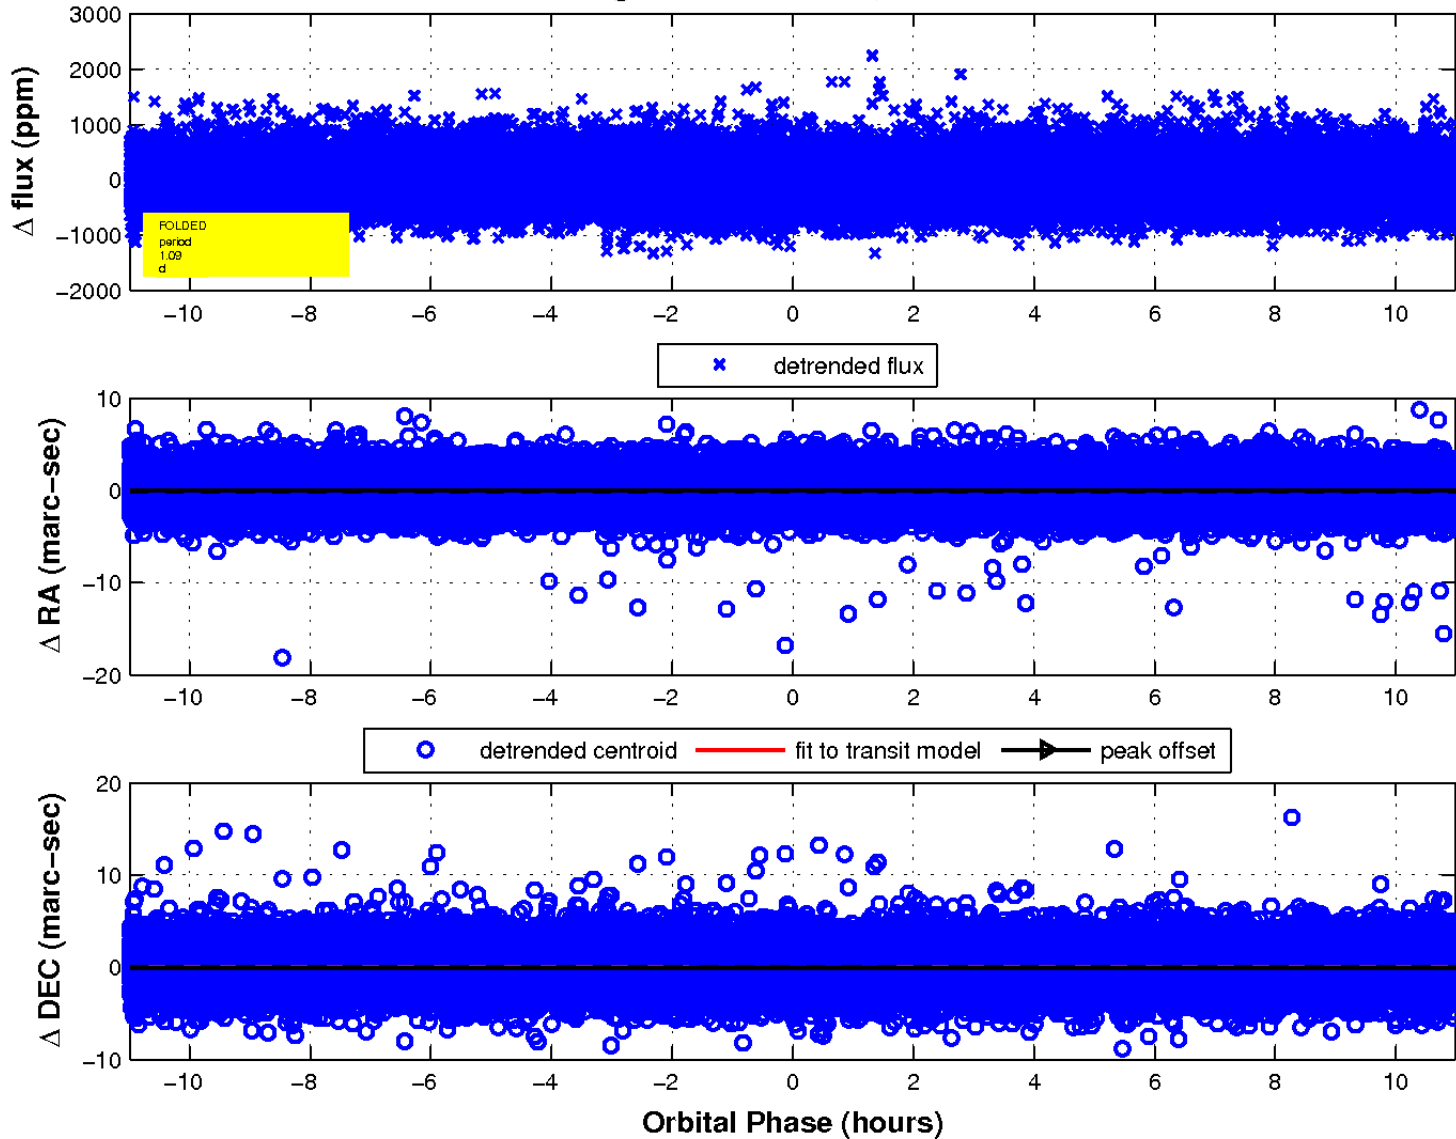 3000
2000
1000
0
−1000
−2000
Δ flux (ppm)
FOLDED
period
1.09
d
−10 −8 −6 −4 −2 0 2 4 6 8 10
detrended flux
10
0
−10
−20
Δ RA (marc−sec)
−10 −8 −6 −4 −2 0 2 4 6 8 10
detrended centroid fit to transit model peak offset
20
10
0
−10
Δ DEC (marc−sec)
−10 −8 −6 −4 −2 0 2 4 6 8 10
Orbital Phase (hours)